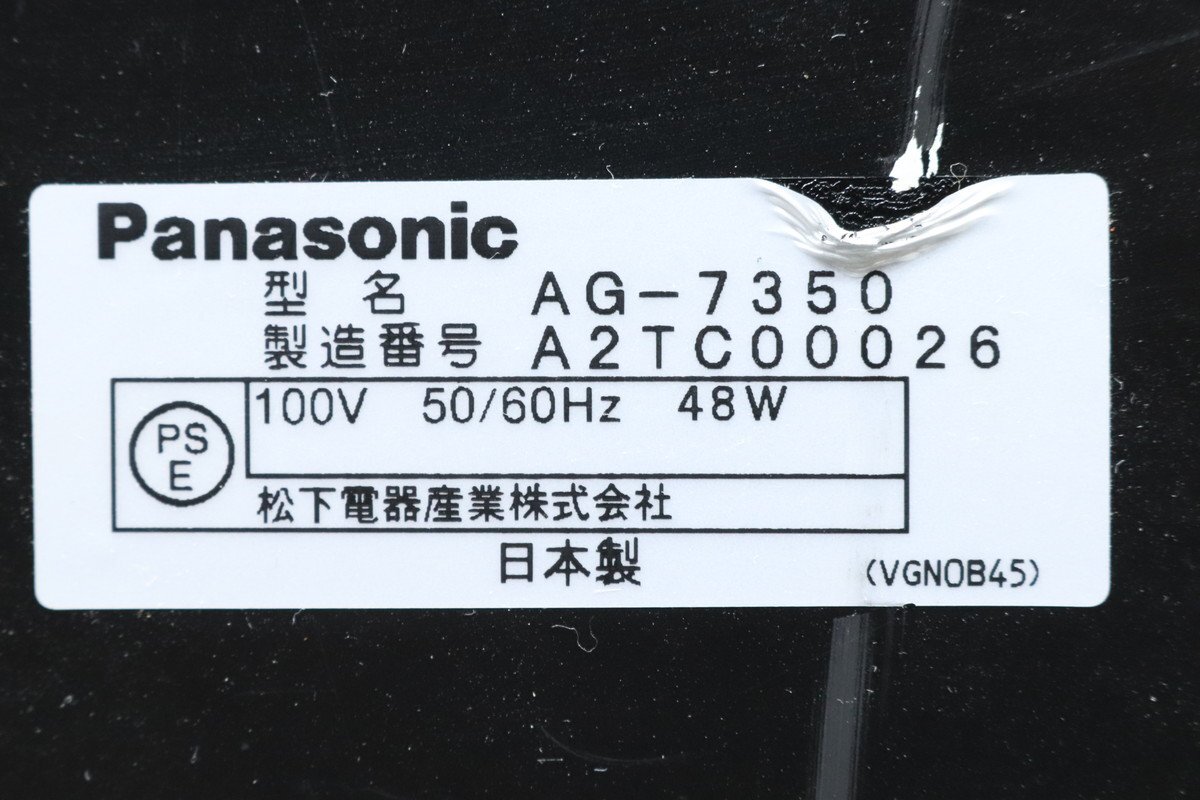 Panasonic
型名 AG-7350
製造番号 A2TC00026
100V 50/60Hz 48W
PS
E
松下電器産業株式会社
日本製
(VGN0B45)